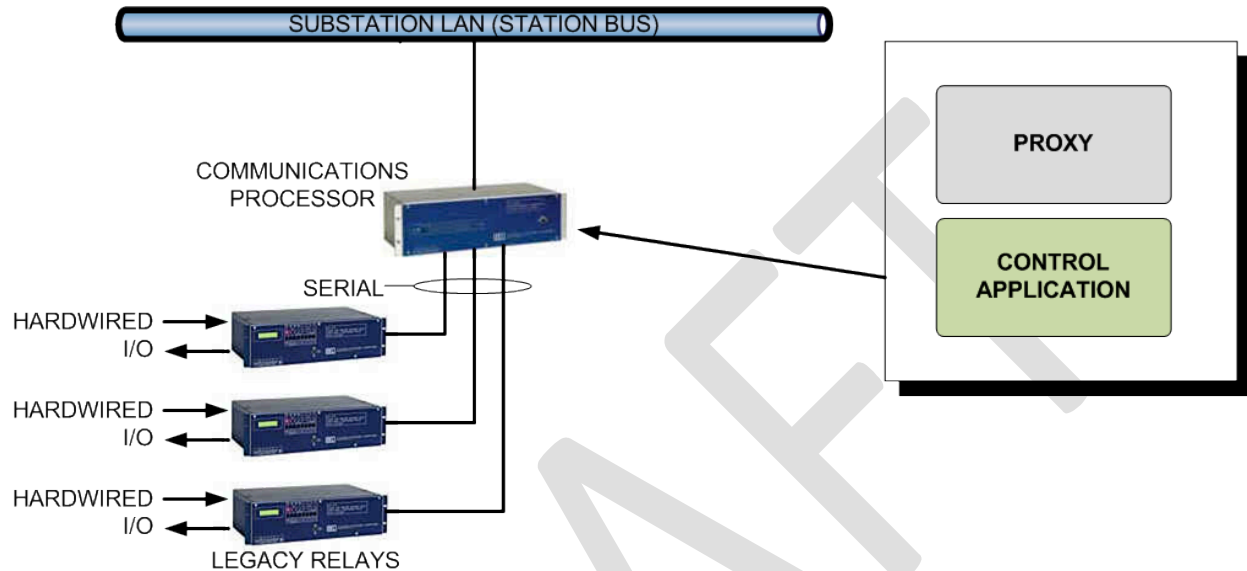 SUBSTATION LAN (STATION BUS)
COMMUNICATIONS
PROCESSOR
SERIAL
HARDWIRED
I/O
HARDWIRED
I/O
HARDWIRED
I/O
LEGACY RELAYS
PROXY
CONTROL
APPLICATION